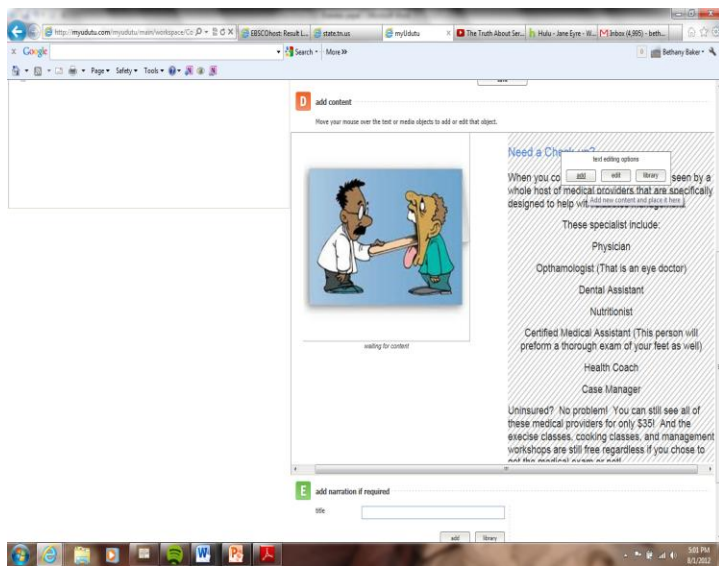 http://myudutu.com/myudutu/main/workspace/Co
EBSCOhost: Result L...
state.tn.us
myUdutu
The Truth About Ser...
Hulu - Jane Eyre - W...
Inbox (4,995) - beth...
x Google
Search
More >>
Bethany Baker
Page Safety Tools
D add content
Move your mouse over the text or media objects to add or edit that object.
Need a Check
text editing options
add edit library
Add new content and place it here
When you co seen by a
whole host of medical providers that are specifically
designed to help wit
These specialist include:
Physician
Opthamologist (That is an eye doctor)
Dental Assistant
Nutritionist
Certified Medical Assistant (This person will
preform a thorough exam of your feet as well)
Health Coach
Case Manager
waiting for content
Uninsured? No problem! You can still see all of
these medical providers for only $35! And the
execise classes, cooking classes, and management
workshops are still free regardless if you chose to
get the medical exam or not!
E add narration if required
title
add library
5:01 PM
8/1/2012